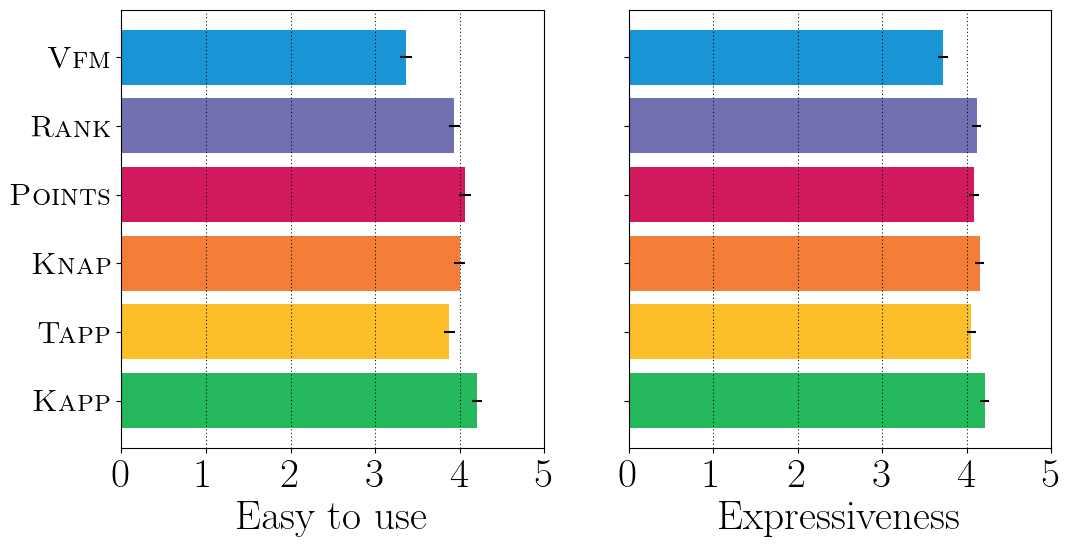 VFM
RANK
POINTS
KNAP
TAPP
KAPP
0 1 2 3 4 5
Easy to use
0 1 2 3 4 5
Expressiveness